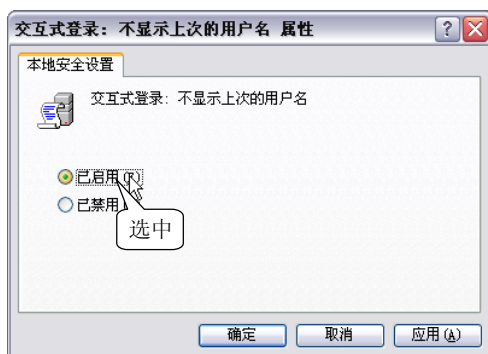 交互式登录：不显示上次的用户名 属性
本地安全设置
交互式登录：不显示上次的用户名
已启用(E)
已禁用
选中
确定
取消
应用(A)